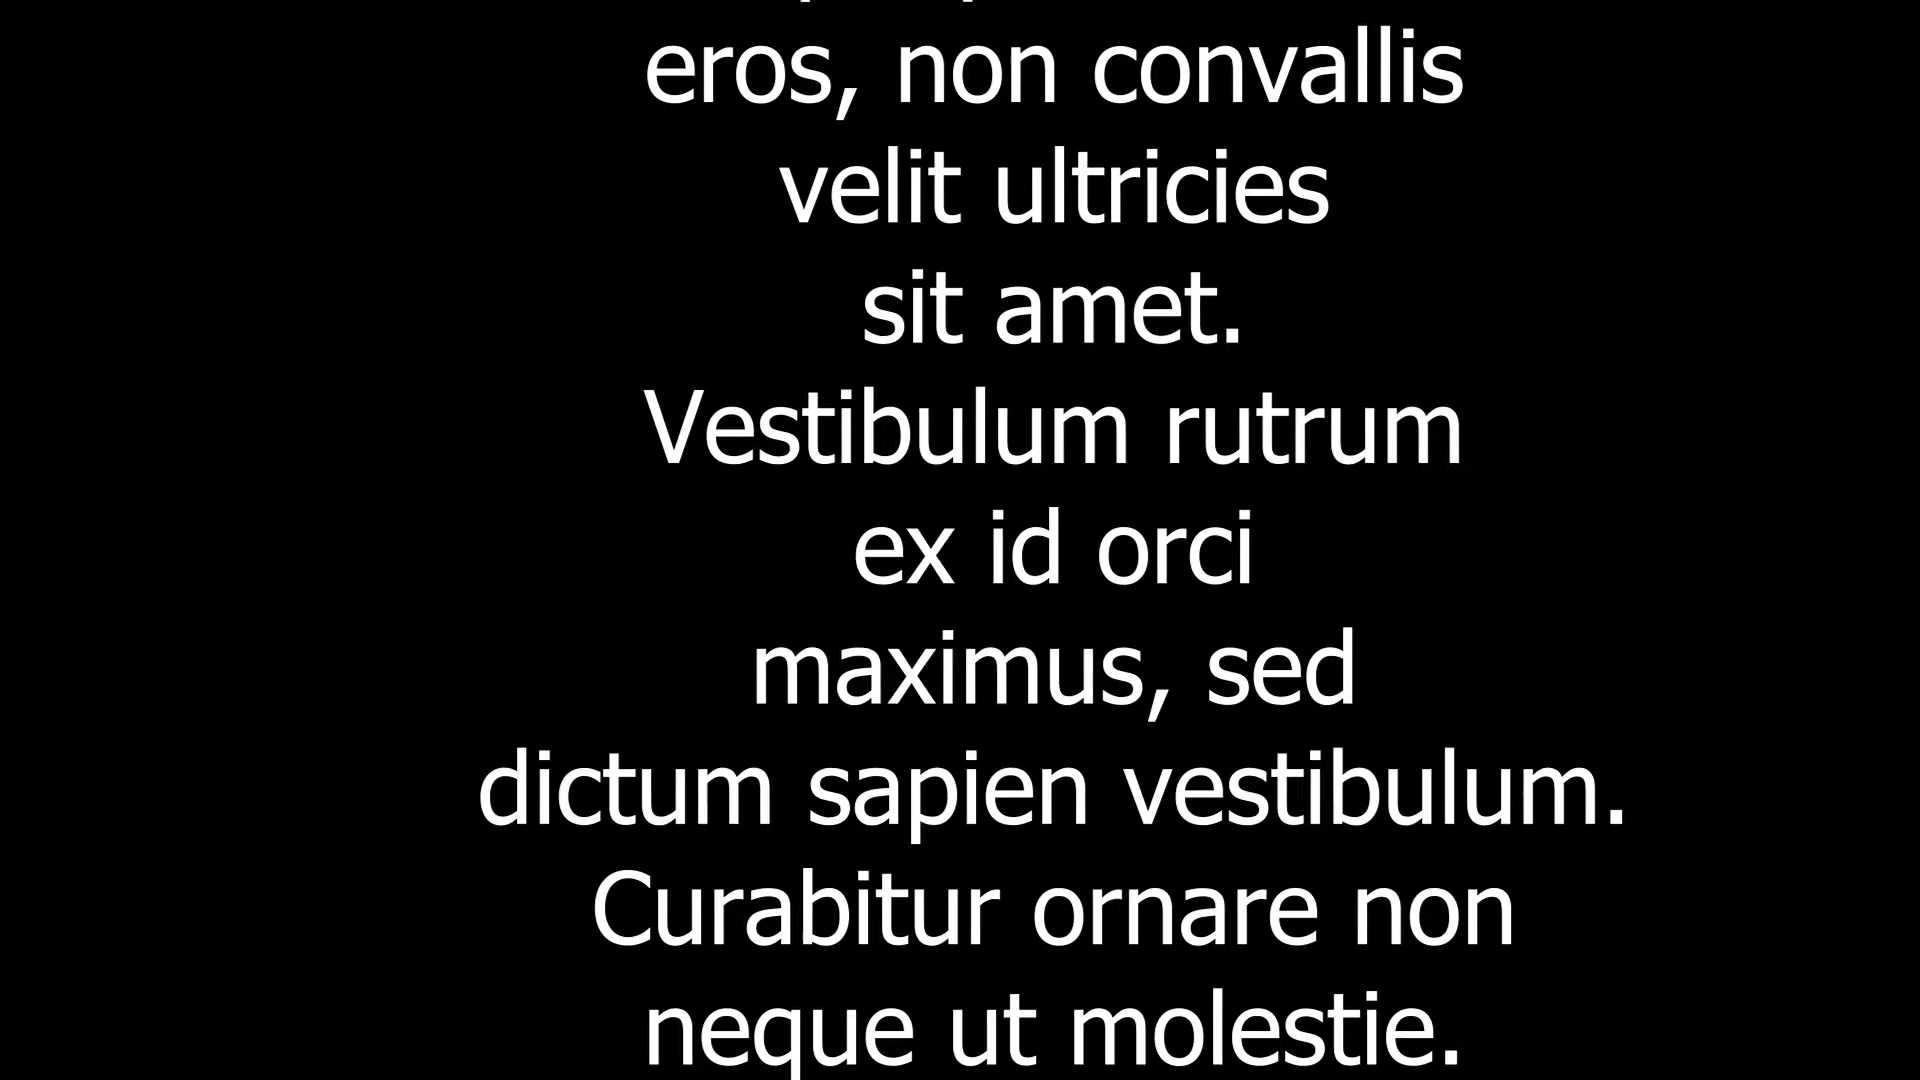 eros, non convallis
velit ultricies
sit amet.
Vestibulum rutrum
ex id orci
maximus, sed
dictum sapien vestibulum.
Curabitur ornare non
neque ut molestie.